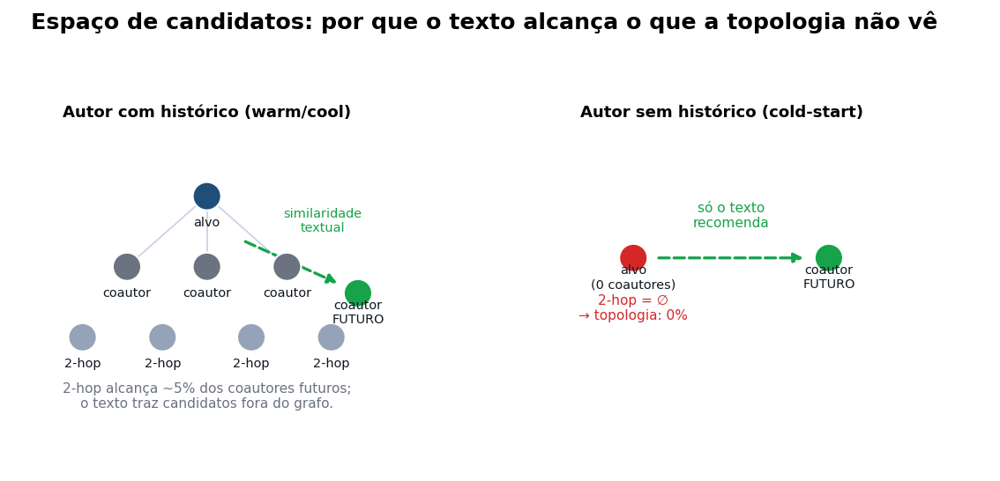 Espaço de candidatos: por que o texto alcança o que a topologia não vê
Autor com histórico (warm/cool)
alvo
similaridade
textual
coautor
coautor
coautor
coautor
FUTURO
2-hop
2-hop
2-hop
2-hop
2-hop alcança ~5% dos coautores futuros;
o texto traz candidatos fora do grafo.
Autor sem histórico (cold-start)
só o texto
recomenda
alvo
(0 coautores)
2-hop = ∅
→ topologia: 0%
coautor
FUTURO